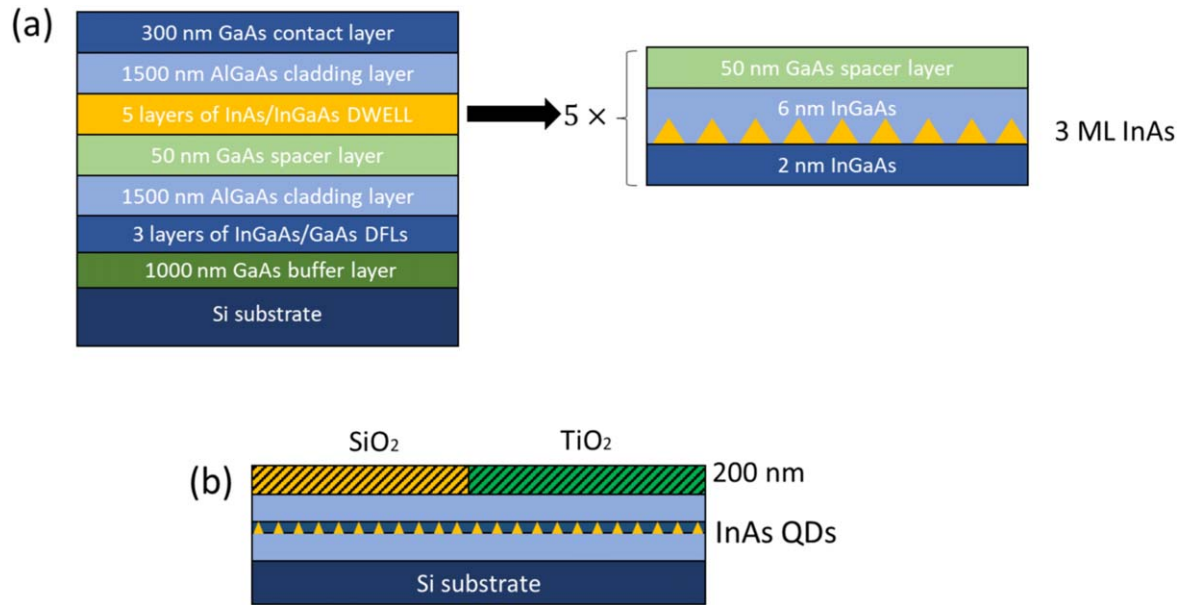 (a)
300 nm GaAs contact layer
1500 nm AlGaAs cladding layer
5 layers of InAs/InGaAs DWELL
50 nm GaAs spacer layer
1500 nm AlGaAs cladding layer
3 layers of InGaAs/GaAs DFLs
1000 nm GaAs buffer layer
Si substrate
5 ×
50 nm GaAs spacer layer
6 nm InGaAs
2 nm InGaAs
3 ML InAs
(b)
SiO₂ TiO₂
200 nm
InAs QDs
Si substrate